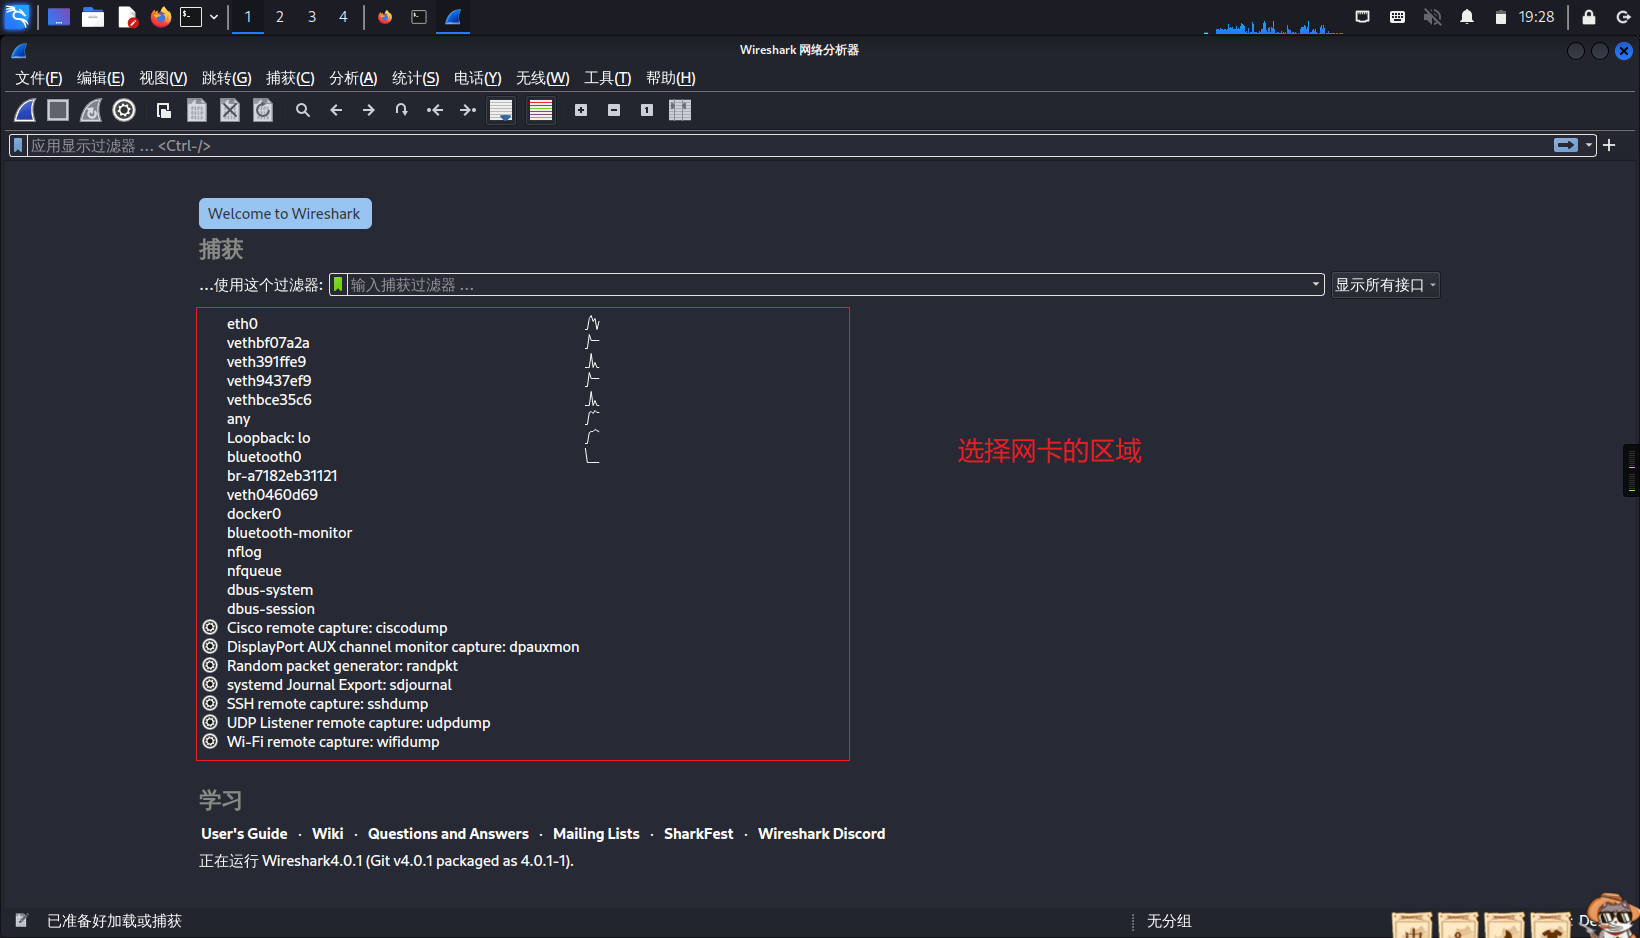 1 2 3 4 19:28
Wireshark 网络分析器
文件(F) 编辑(E) 视图(V) 跳转(G) 捕获(C) 分析(A) 统计(S) 电话(Y) 无线(W) 工具(T) 帮助(H)
应用显示过滤器 … <Ctrl-/>
Welcome to Wireshark
捕获
…使用这个过滤器: 输入捕获过滤器 … 显示所有接口
eth0
vethbf07a2a
veth391ffe9
veth9437ef9
vethbce35c6
any
Loopback: lo
选择网卡的区域
bluetooth0
br-a7182eb31121
veth0460d69
docker0
bluetooth-monitor
nflog
nfqueue
dbus-system
dbus-session
Cisco remote capture: ciscodump
DisplayPort AUX channel monitor capture: dpauxmon
Random packet generator: randpkt
systemd Journal Export: sdjournal
SSH remote capture: sshdump
UDP Listener remote capture: udpdump
Wi-Fi remote capture: wifidump
学习
User's Guide · Wiki · Questions and Answers · Mailing Lists · SharkFest · Wireshark Discord
正在运行 Wireshark4.0.1 (Git v4.0.1 packaged as 4.0.1-1).
已准备好加载或捕获 无分组